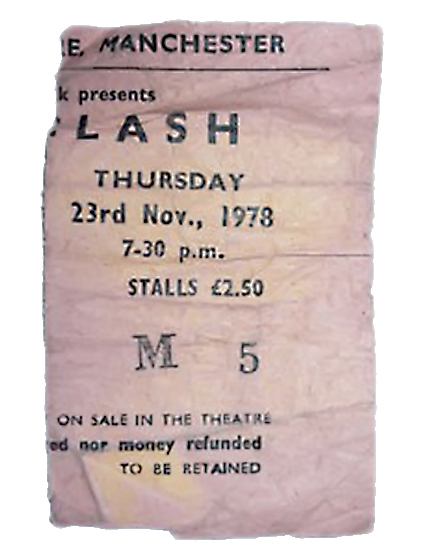 E, MANCHESTER
k presents
LASH
THURSDAY
23rd Nov., 1978
7-30 p.m.
STALLS £2.50
M 5
ON SALE IN THE THEATRE
ed nor money refunded
TO BE RETAINED